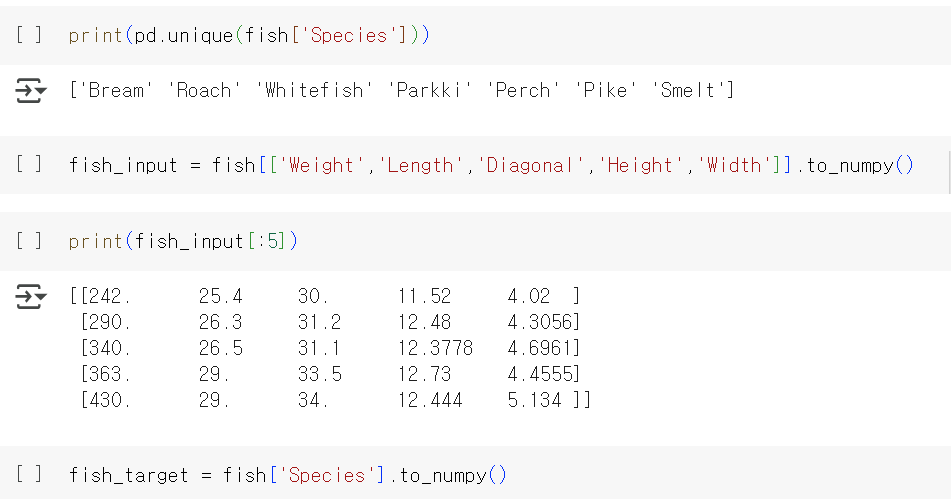 [ ] print(pd.unique(fish['Species']))
['Bream' 'Roach' 'Whitefish' 'Parkki' 'Perch' 'Pike' 'Smelt']
[ ] fish_input = fish[['Weight','Length','Diagonal','Height','Width']].to_numpy()
[ ] print(fish_input[:5])
[[242.      25.4     30.      11.52     4.02  ]
 [290.      26.3     31.2     12.48     4.3056]
 [340.      26.5     31.1     12.3778   4.6961]
 [363.      29.      33.5     12.73     4.4555]
 [430.      29.      34.      12.444    5.134 ]]
[ ] fish_target = fish['Species'].to_numpy()